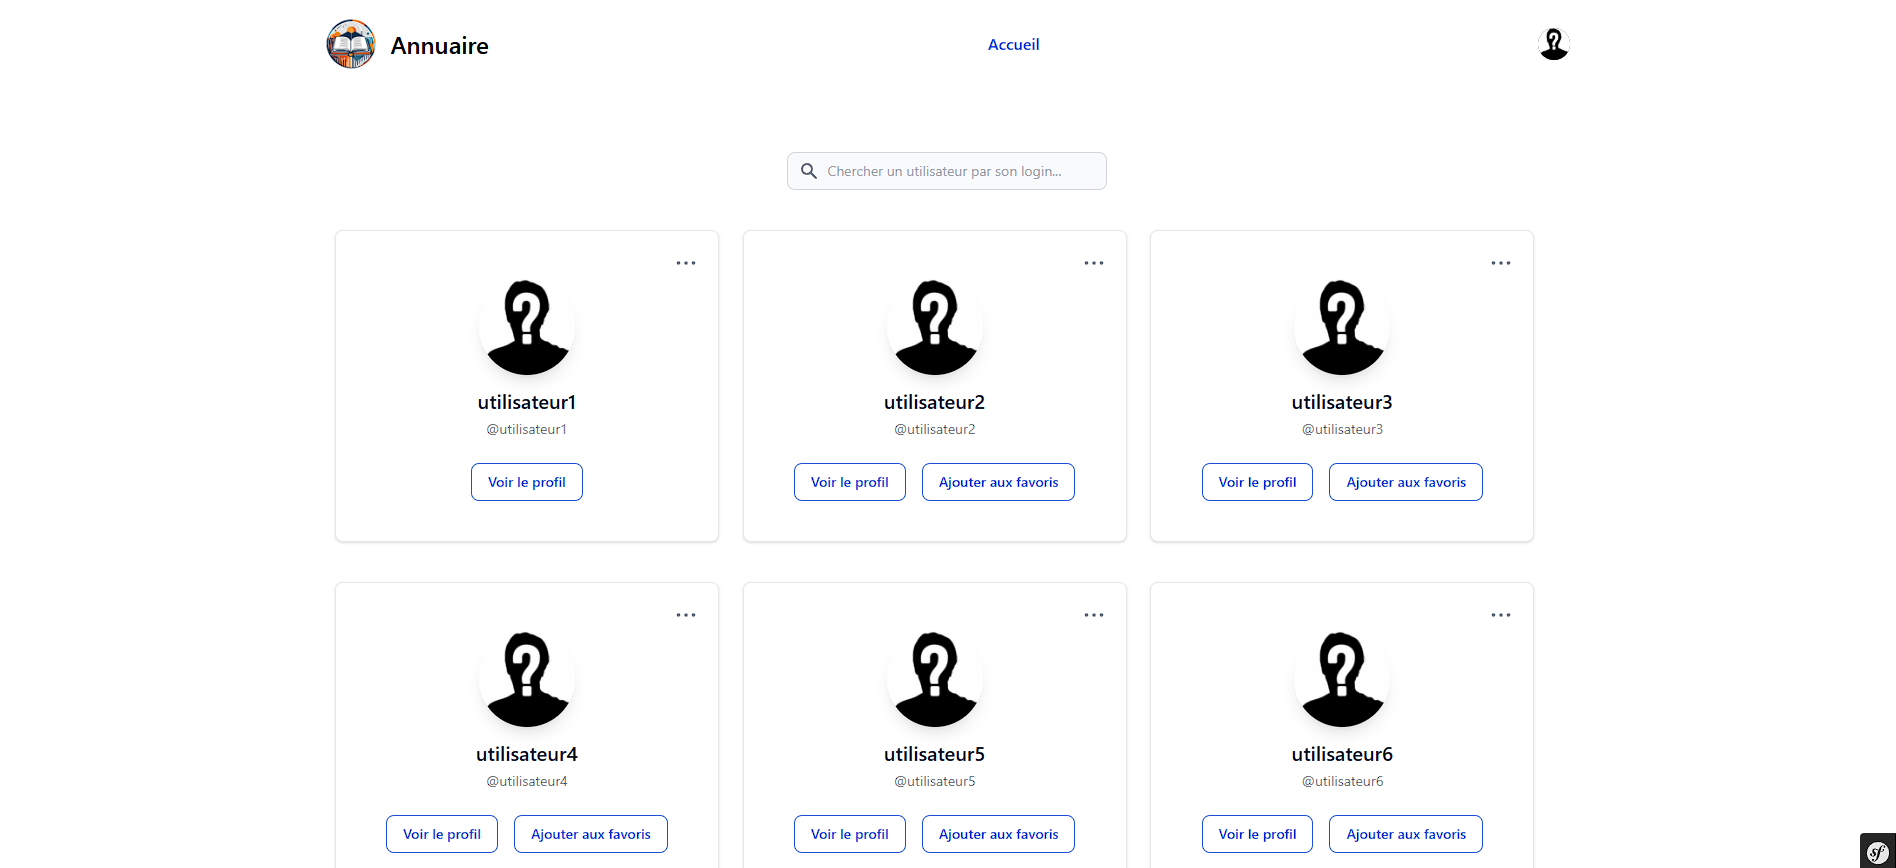 Annuaire
Accueil
Chercher un utilisateur par son login...
utilisateur1
@utilisateur1
Voir le profil
utilisateur2
@utilisateur2
Voir le profil
Ajouter aux favoris
utilisateur3
@utilisateur3
Voir le profil
Ajouter aux favoris
utilisateur4
@utilisateur4
Voir le profil
Ajouter aux favoris
utilisateur5
@utilisateur5
Voir le profil
Ajouter aux favoris
utilisateur6
@utilisateur6
Voir le profil
Ajouter aux favoris
sf